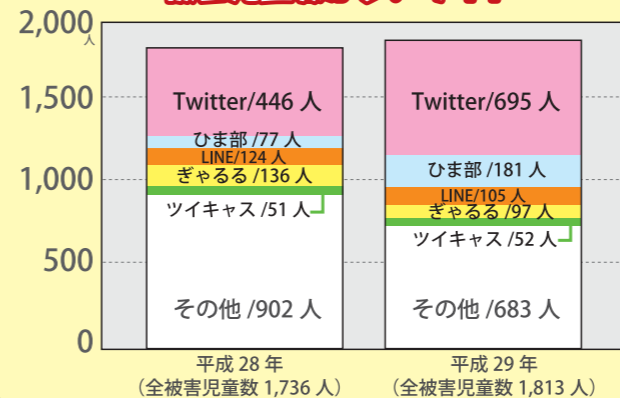 2,000
人
1,500
1,000
500
0
Twitter/446 人
ひま部 /77 人
LINE/124 人
ぎゃるる /136 人
ツイキャス /51 人
その他 /902 人
平成 28 年
（全被害児童数 1,736 人）
Twitter/695 人
ひま部 /181 人
LINE/105 人
ぎゃるる /97 人
ツイキャス /52 人
その他 /683 人
平成 29 年
（全被害児童数 1,813 人）